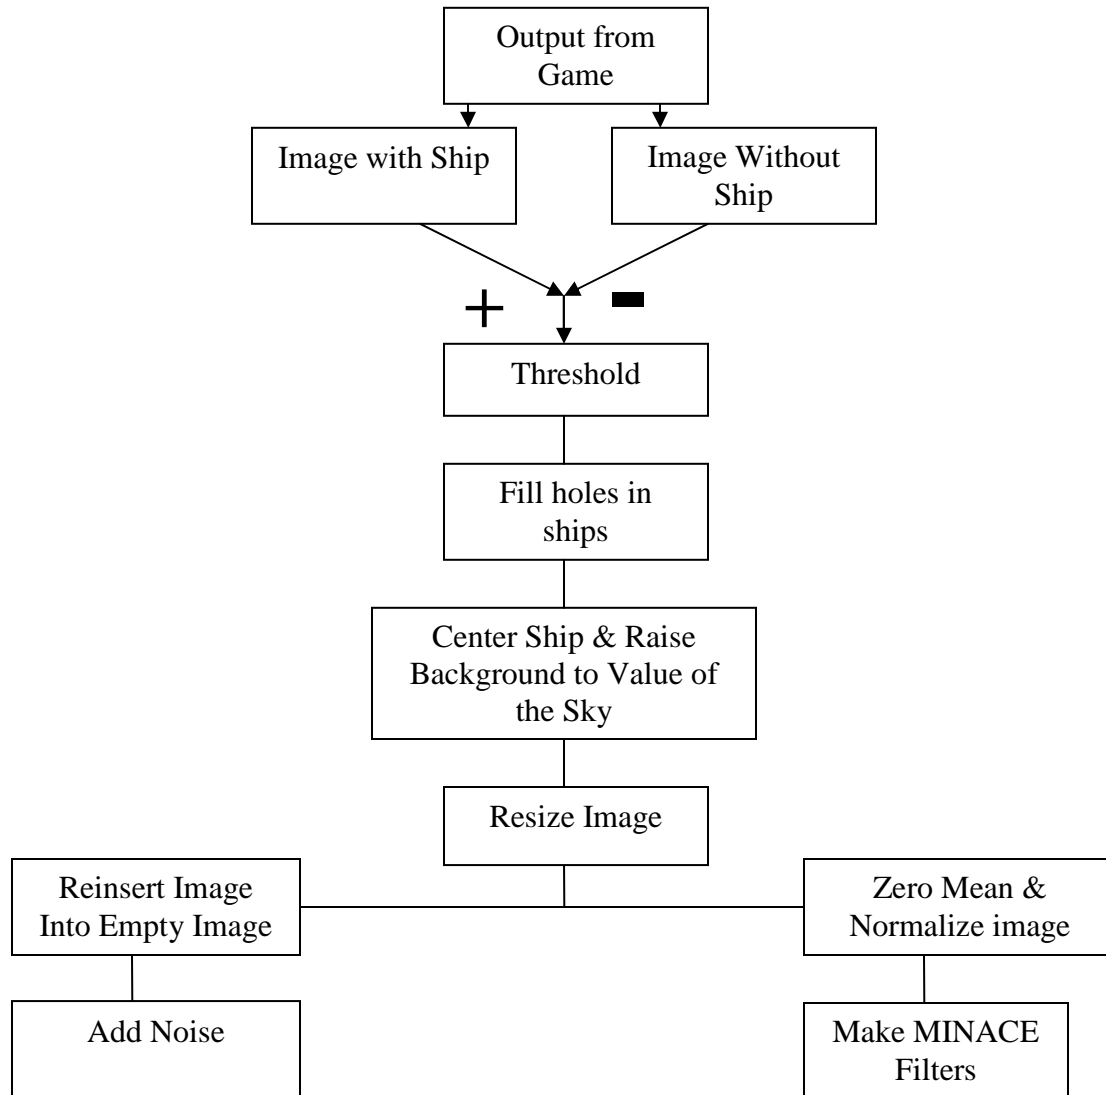 Output from
Game
Image with Ship
Image Without
Ship
+ -
Threshold
Fill holes in
ships
Center Ship & Raise
Background to Value of
the Sky
Resize Image
Reinsert Image
Into Empty Image
Zero Mean &
Normalize image
Add Noise
Make MINACE
Filters